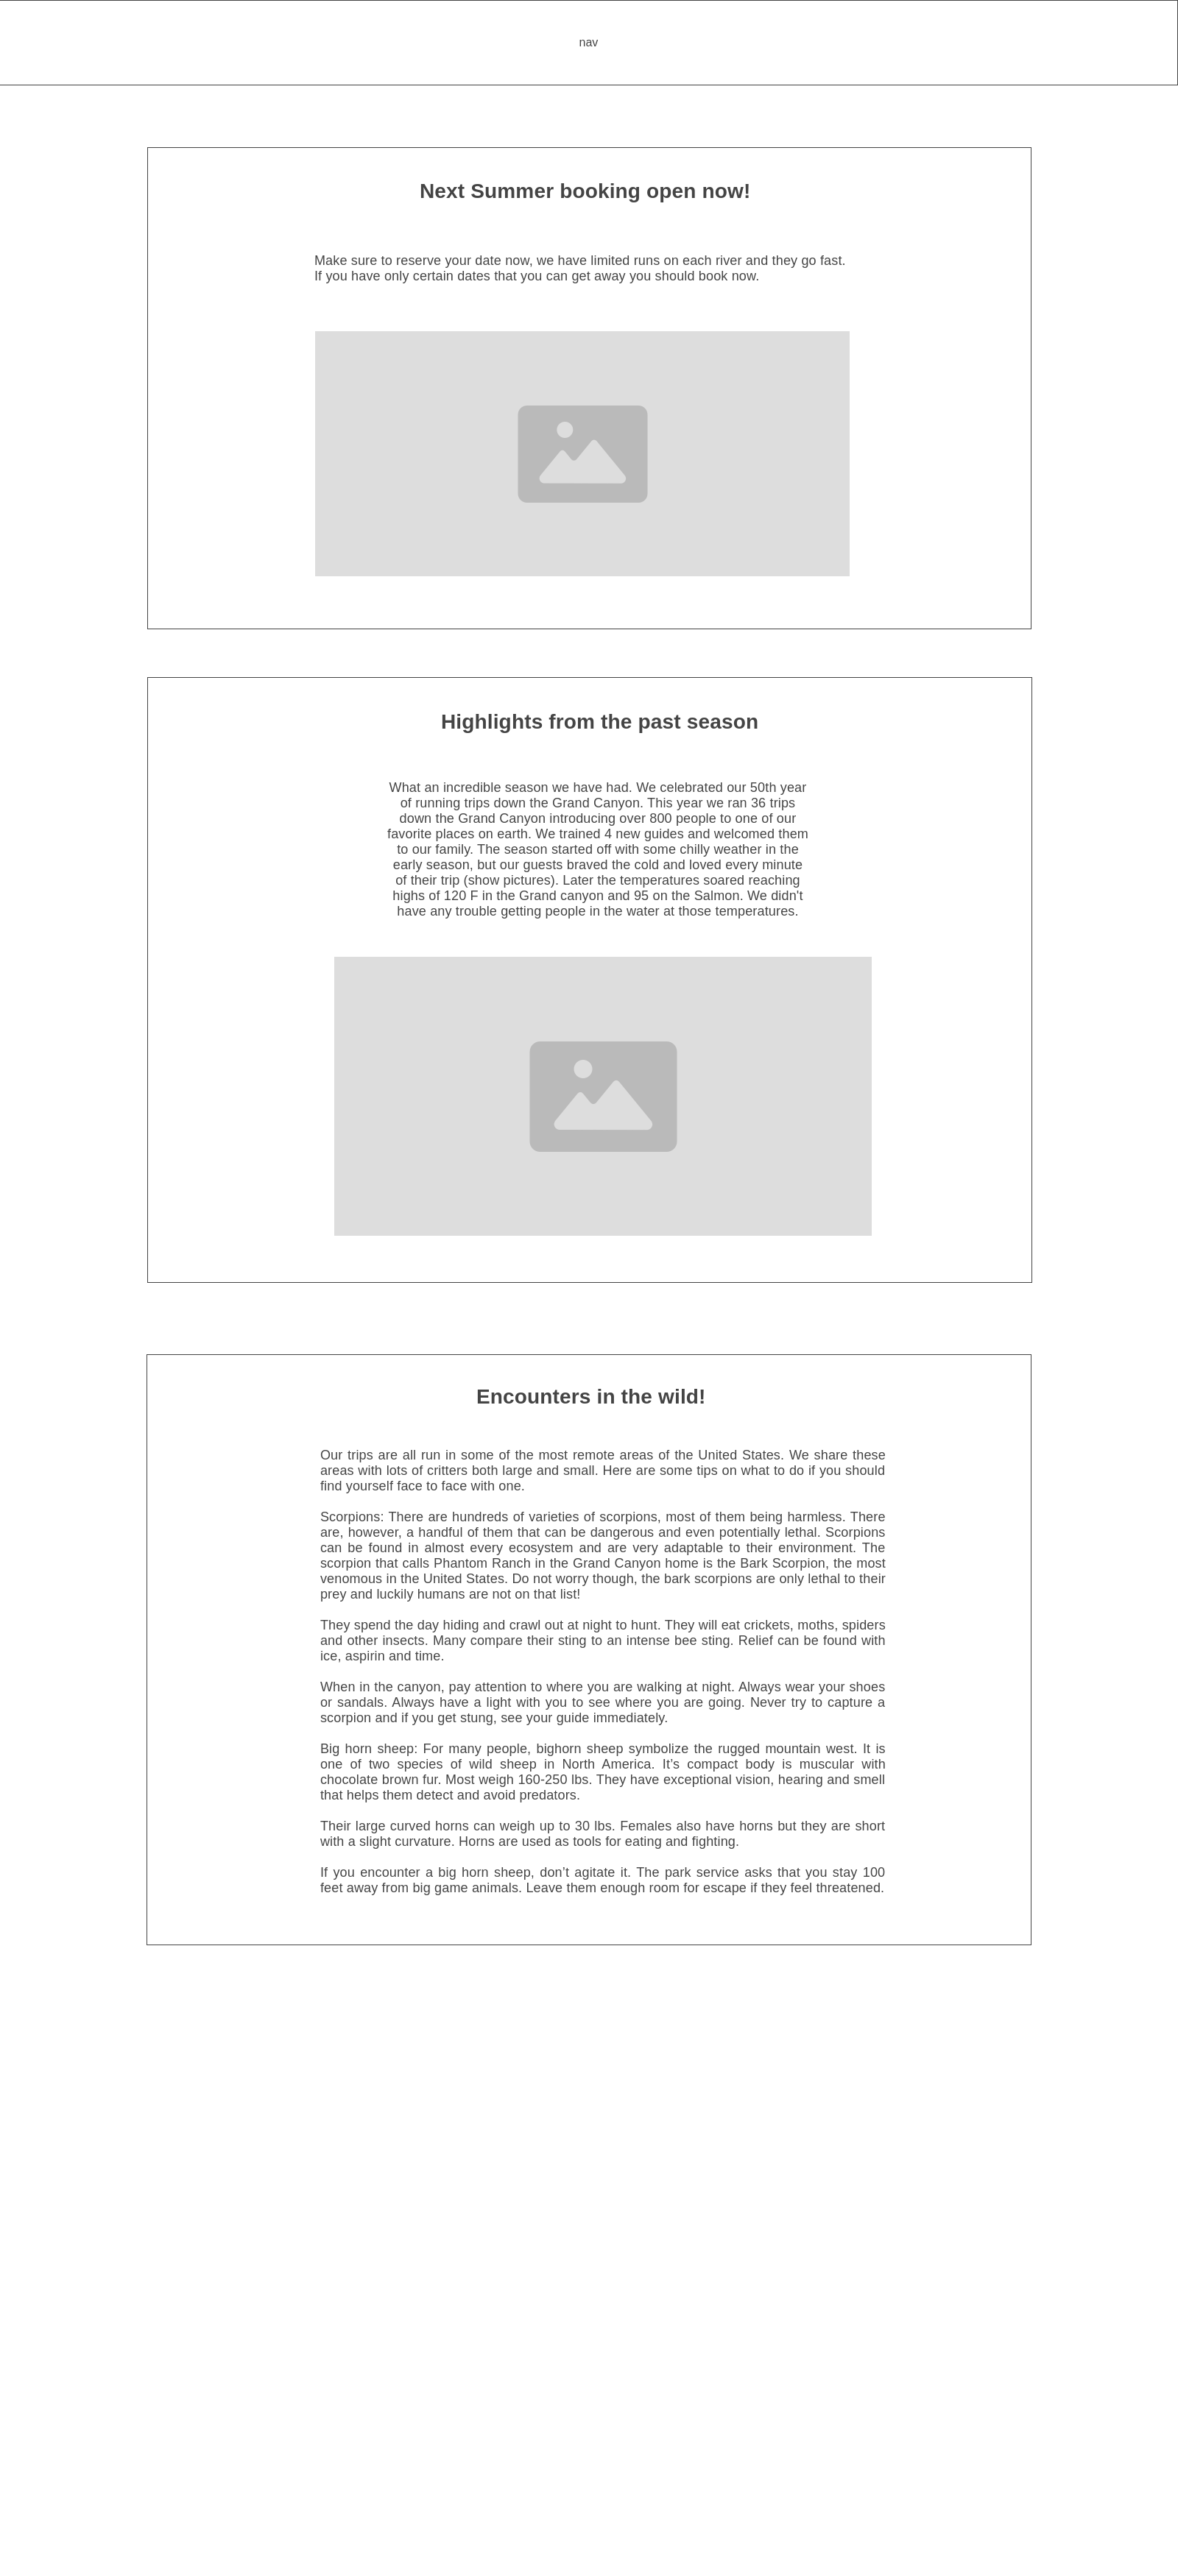 nav
Next Summer booking open now!
Make sure to reserve your date now, we have limited runs on each river and they go fast.
If you have only certain dates that you can get away you should book now.
Highlights from the past season
What an incredible season we have had. We celebrated our 50th year
of running trips down the Grand Canyon. This year we ran 36 trips
down the Grand Canyon introducing over 800 people to one of our
favorite places on earth. We trained 4 new guides and welcomed them
to our family. The season started off with some chilly weather in the
early season, but our guests braved the cold and loved every minute
of their trip (show pictures). Later the temperatures soared reaching
highs of 120 F in the Grand canyon and 95 on the Salmon. We didn't
have any trouble getting people in the water at those temperatures.
Encounters in the wild!
Our trips are all run in some of the most remote areas of the United States. We share these
areas with lots of critters both large and small. Here are some tips on what to do if you should
find yourself face to face with one.
Scorpions: There are hundreds of varieties of scorpions, most of them being harmless. There
are, however, a handful of them that can be dangerous and even potentially lethal. Scorpions
can be found in almost every ecosystem and are very adaptable to their environment. The
scorpion that calls Phantom Ranch in the Grand Canyon home is the Bark Scorpion, the most
venomous in the United States. Do not worry though, the bark scorpions are only lethal to their
prey and luckily humans are not on that list!
They spend the day hiding and crawl out at night to hunt. They will eat crickets, moths, spiders
and other insects. Many compare their sting to an intense bee sting. Relief can be found with
ice, aspirin and time.
When in the canyon, pay attention to where you are walking at night. Always wear your shoes
or sandals. Always have a light with you to see where you are going. Never try to capture a
scorpion and if you get stung, see your guide immediately.
Big horn sheep: For many people, bighorn sheep symbolize the rugged mountain west. It is
one of two species of wild sheep in North America. It’s compact body is muscular with
chocolate brown fur. Most weigh 160-250 lbs. They have exceptional vision, hearing and smell
that helps them detect and avoid predators.
Their large curved horns can weigh up to 30 lbs. Females also have horns but they are short
with a slight curvature. Horns are used as tools for eating and fighting.
If you encounter a big horn sheep, don’t agitate it. The park service asks that you stay 100
feet away from big game animals. Leave them enough room for escape if they feel threatened.